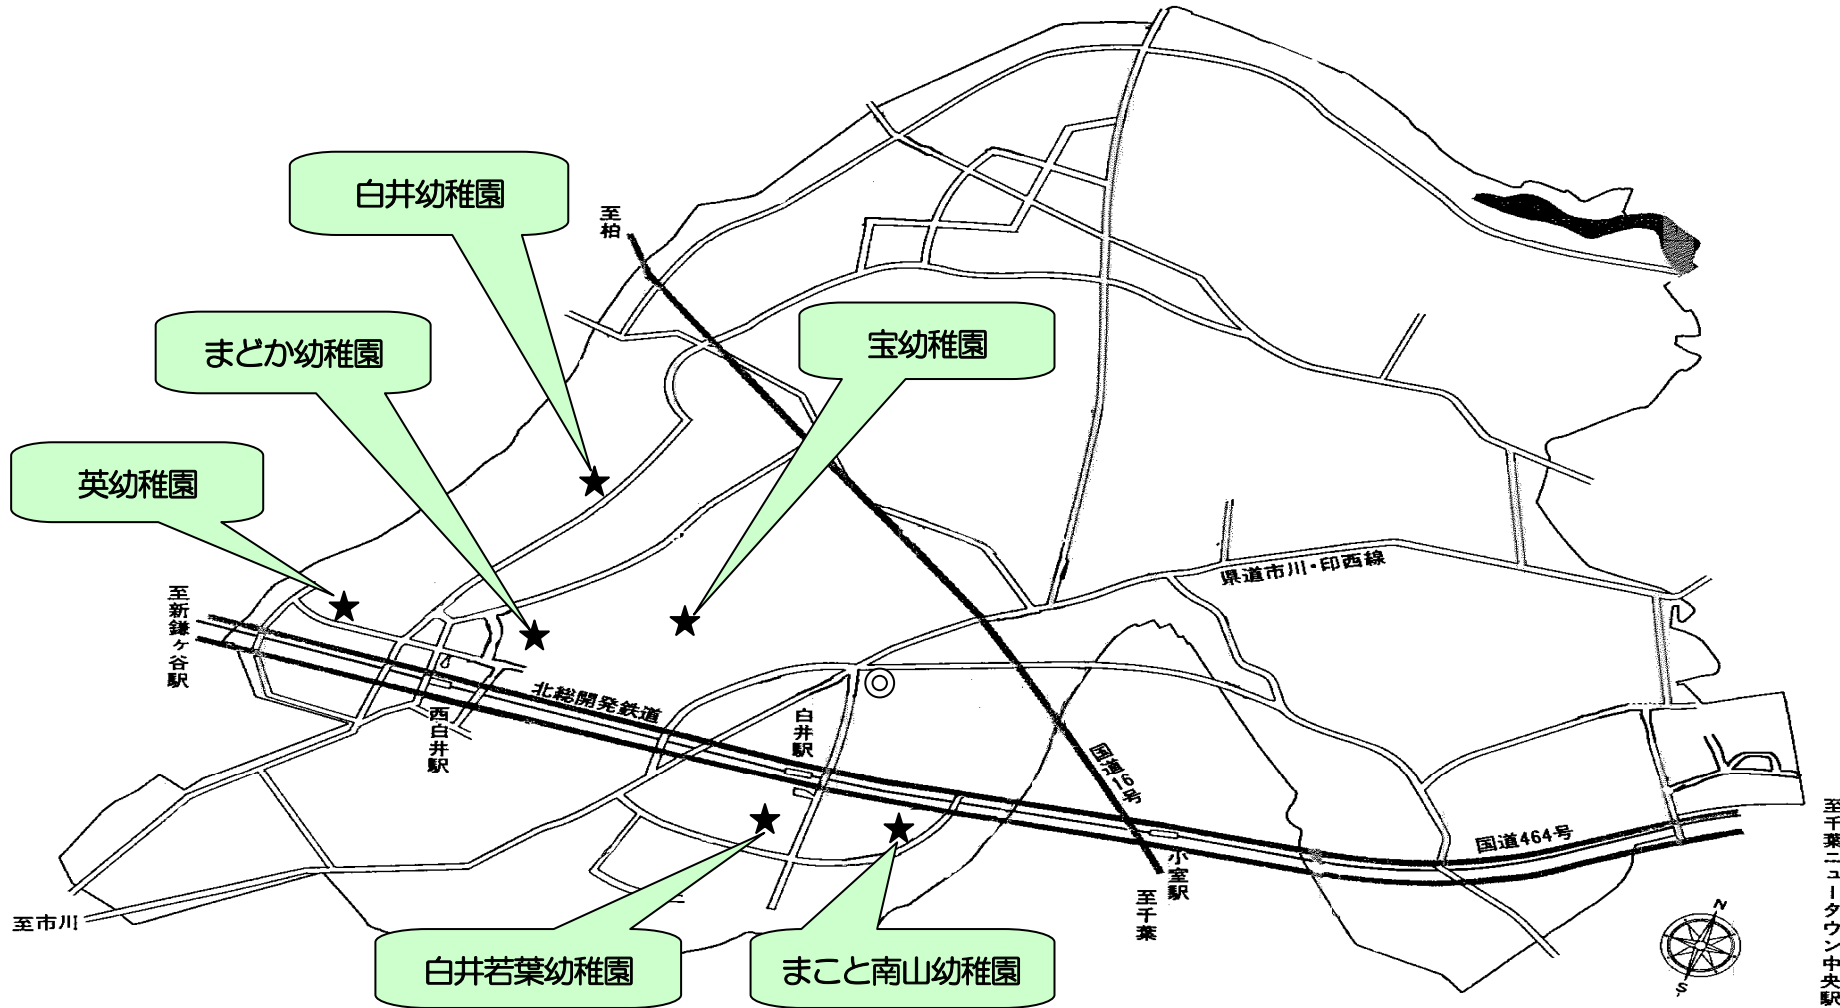 白井幼稚園
至柏
まどか幼稚園
宝幼稚園
英幼稚園
至新鎌ヶ谷駅
県道市川・印西線
北総開発鉄道
西白井駅
白井駅
国道16号
国道464号
小室駅
至千葉
至千葉ニュータウン中央駅
至市川
白井若葉幼稚園
まこと南山幼稚園
N
S